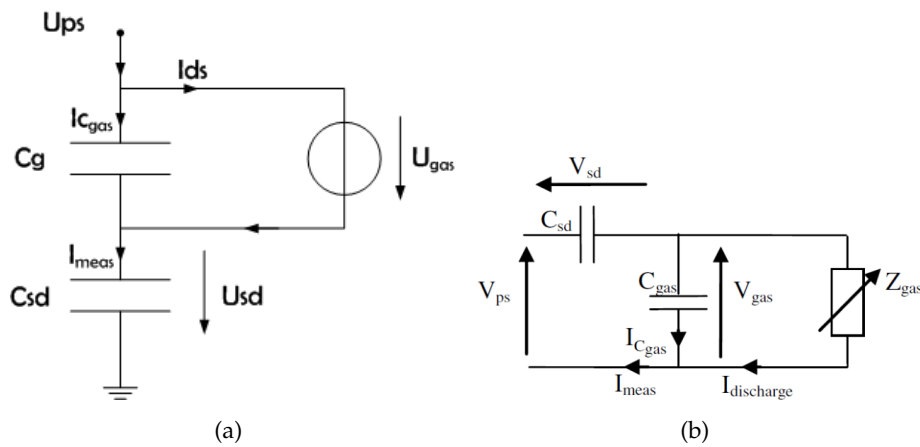 Ups
Ids
Icgas
Cg
Ugas
Imeas
Csd
Usd
(a)
Vsd
Csd
Vps
Cgas
Vgas
Zgas
ICgas
Imeas
Idischarge
(b)